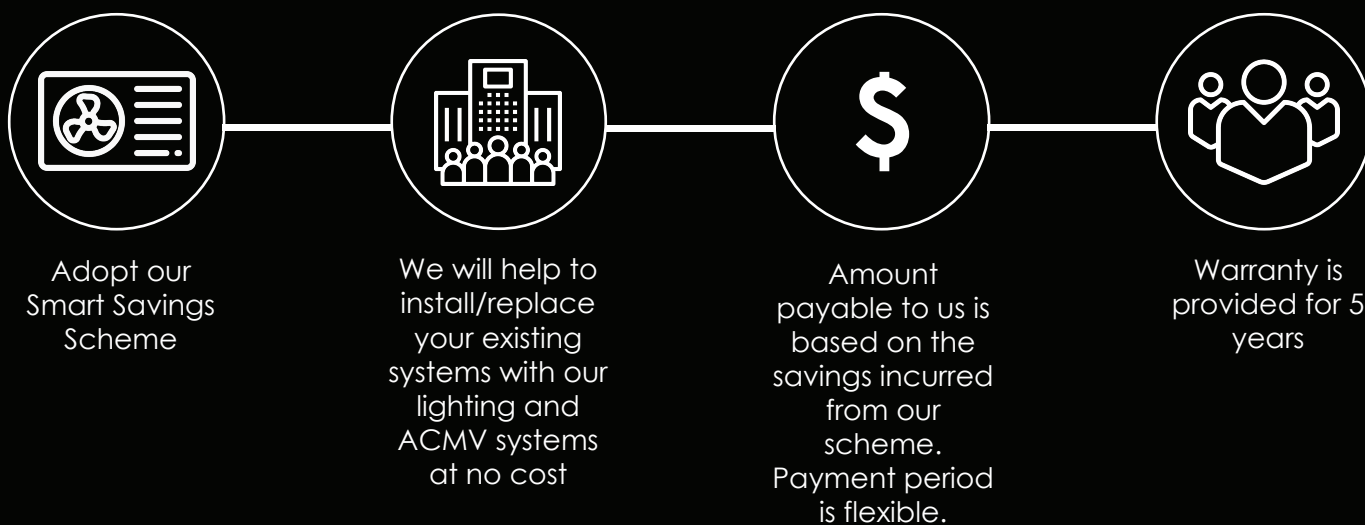 Adopt our
Smart Savings
Scheme
We will help to
install/replace
your existing
systems with our
lighting and
ACMV systems
at no cost
$
Amount
payable to us is
based on the
savings incurred
from our
scheme.
Payment period
is flexible.
Warranty is
provided for 5
years